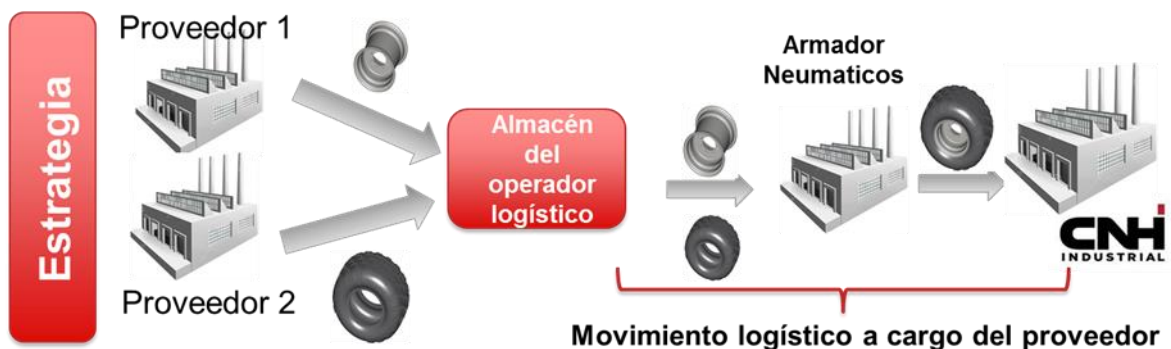 Estrategia
Proveedor 1
Proveedor 2
Almacén
del
operador
logístico
Armador
Neumaticos
CNH
INDUSTRIAL
Movimiento logístico a cargo del proveedor